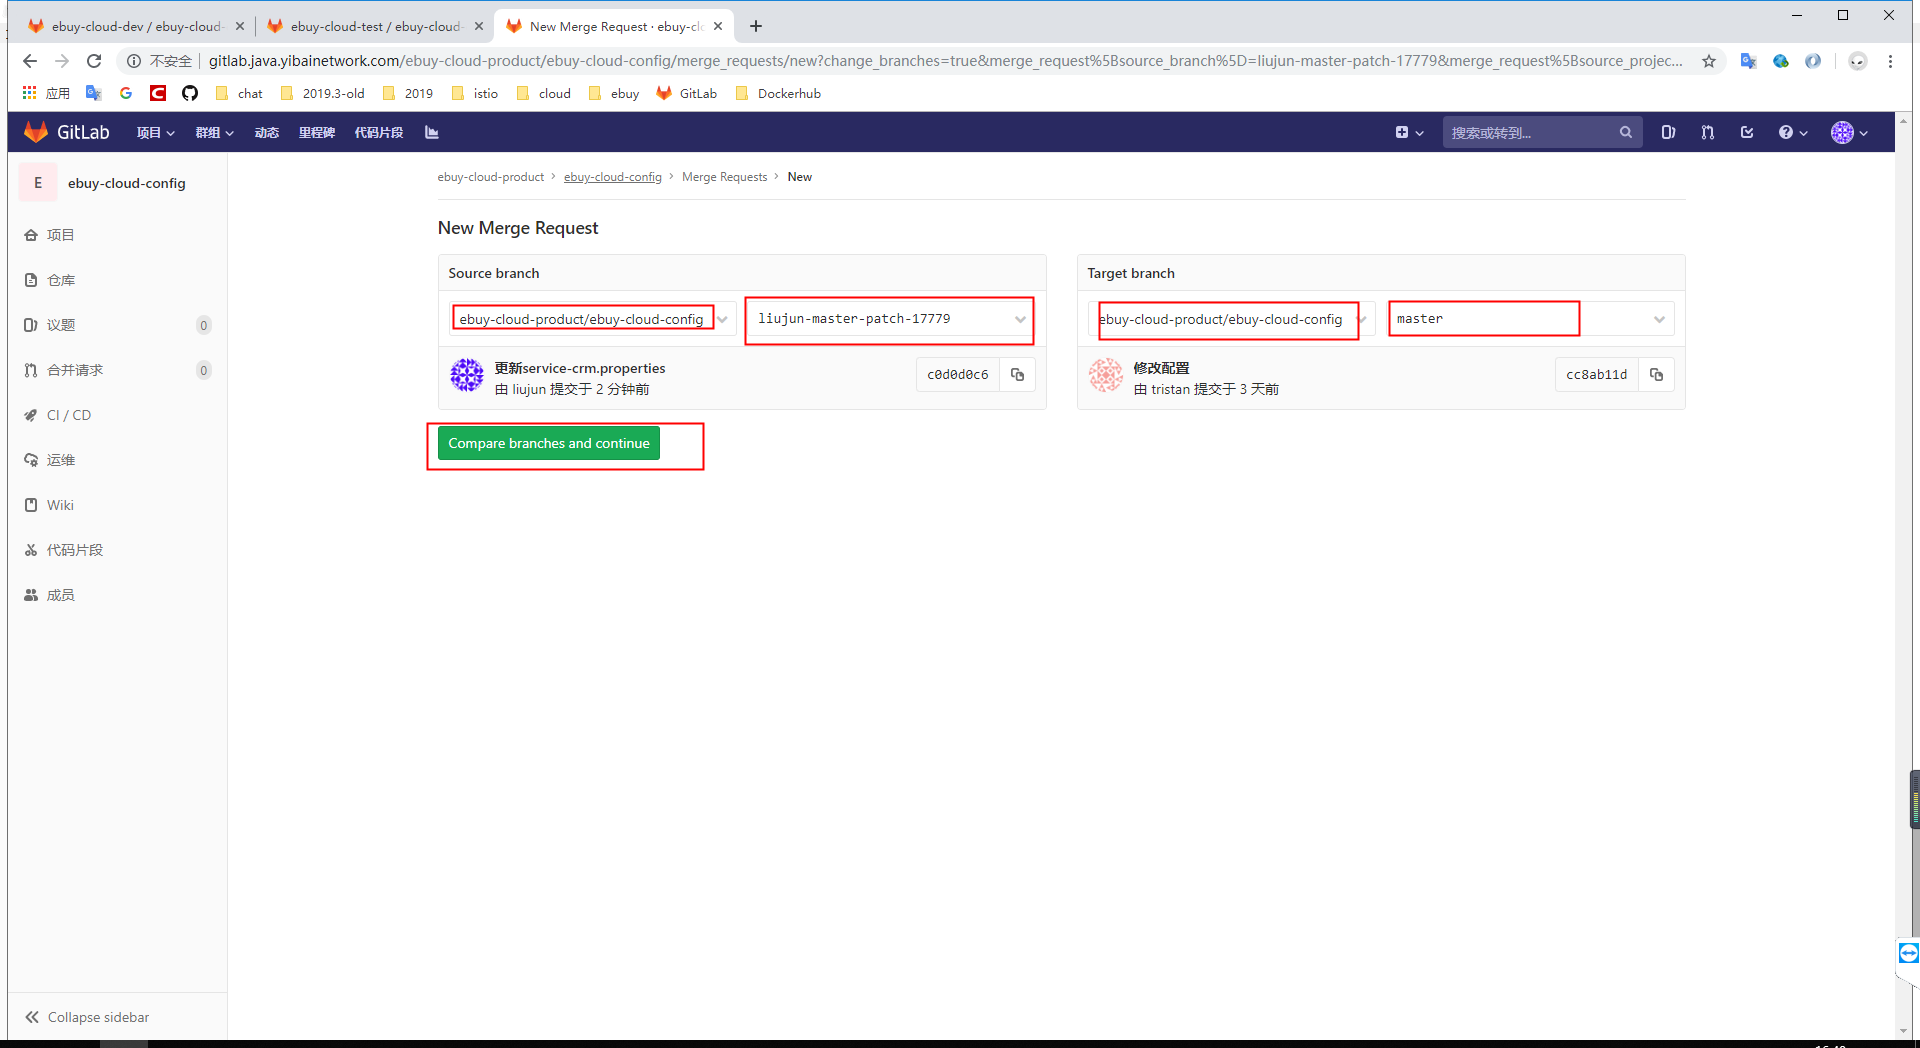 ebuy-cloud-dev / ebuy-cloud-
ebuy-cloud-test / ebuy-cloud-
New Merge Request · ebuy-clo
不安全
gitlab.java.yibainetwork.com/ebuy-cloud-product/ebuy-cloud-config/merge_requests/new?change_branches=true&merge_request%5Bsource_branch%5D=liujun-master-patch-17779&merge_request%5Bsource_projec...
应用
chat
2019.3-old
2019
istio
cloud
ebuy
GitLab
Dockerhub
GitLab
项目
群组
动态
里程碑
代码片段
搜索或转到...
E
ebuy-cloud-config
项目
仓库
议题
0
合并请求
0
CI / CD
运维
Wiki
代码片段
成员
Collapse sidebar
ebuy-cloud-product › ebuy-cloud-config › Merge Requests › New
New Merge Request
Source branch
ebuy-cloud-product/ebuy-cloud-config
liujun-master-patch-17779
更新service-crm.properties
由 liujun 提交于 2 分钟前
c0d0d0c6
Target branch
ebuy-cloud-product/ebuy-cloud-config
master
修改配置
由 tristan 提交于 3 天前
cc8ab11d
Compare branches and continue